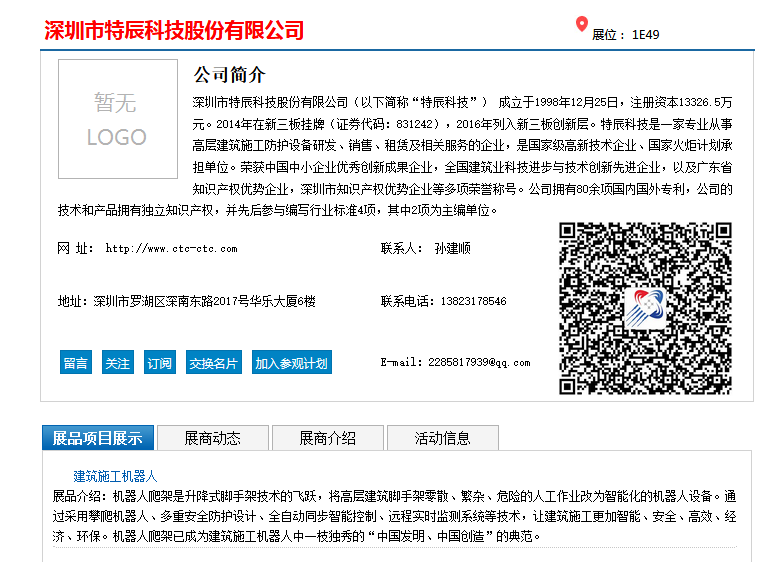 深圳市特辰科技股份有限公司
展位： 1E49
暂无
LOGO
公司简介
深圳市特辰科技股份有限公司（以下简称“特辰科技”） 成立于1998年12月25日，注册资本13326.5万
元。2014年在新三板挂牌（证券代码：831242），2016年列入新三板创新层。特辰科技是一家专业从事
高层建筑施工防护设备研发、销售、租赁及相关服务的企业，是国家级高新技术企业、国家火炬计划承
担单位。荣获中国中小企业优秀创新成果企业，全国建筑业科技进步与技术创新先进企业，以及广东省
知识产权优势企业，深圳市知识产权优势企业等多项荣誉称号。公司拥有80余项国内国外专利，公司的
技术和产品拥有独立知识产权，并先后参与编写行业标准4项，其中2项为主编单位。
网 址： http://www.ctc-ctc.com
联系人： 孙建顺
地址：深圳市罗湖区深南东路2017号华乐大厦6楼
联系电话：13823178546
留言 关注 订阅 交换名片 加入参观计划
E-mail：2285817939@qq.com
展品项目展示 展商动态 展商介绍 活动信息
建筑施工机器人
展品介绍：机器人爬架是升降式脚手架技术的飞跃，将高层建筑脚手架零散、繁杂、危险的人工作业改为智能化的机器人设备。通
过采用攀爬机器人、多重安全防护设计、全自动同步智能控制、远程实时监测系统等技术，让建筑施工更加智能、安全、高效、经
济、环保。机器人爬架已成为建筑施工机器人中一枝独秀的“中国发明、中国创造”的典范。